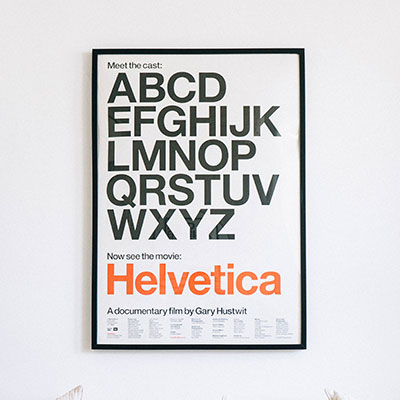 Meet the cast:
ABCD
EFGHIJK
LMNOP
QRSTUV
WXYZ
Now see the movie:
Helvetica
A documentary film by Gary Hustwit